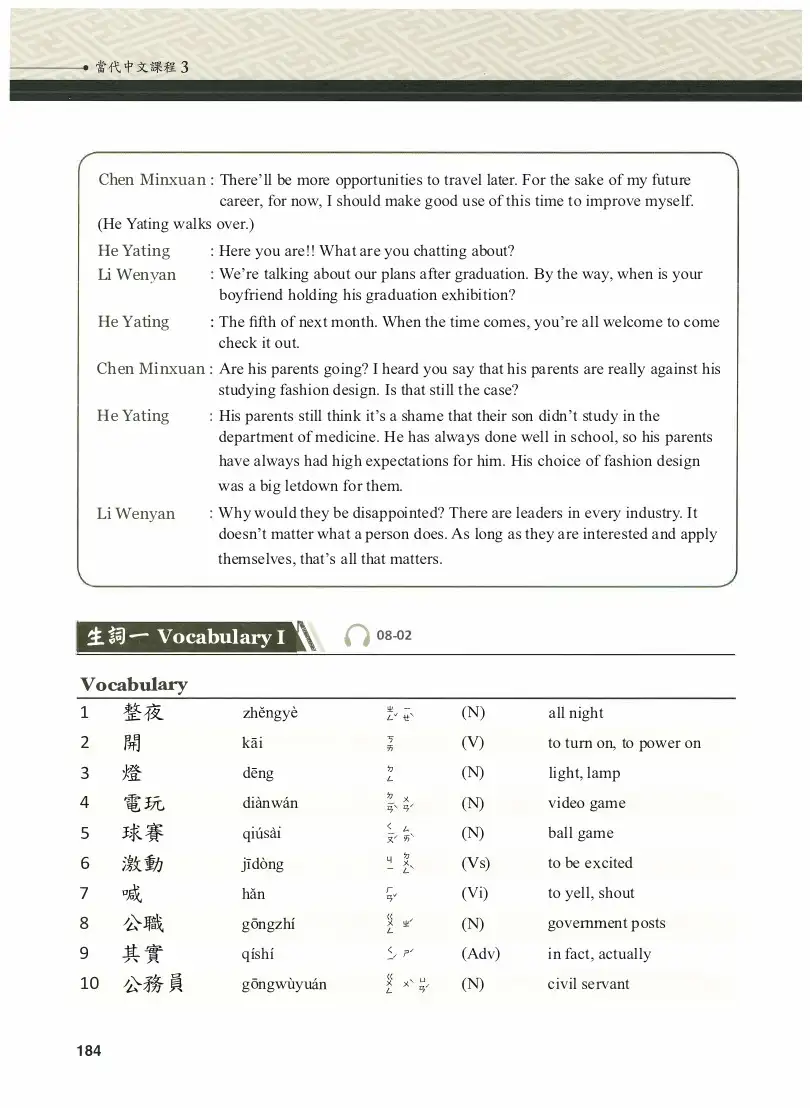 當代中文課程 3
Chen Minxuan : There’ll be more opportunities to travel later. For the sake of my future
career, for now, I should make good use of this time to improve myself.
(He Yating walks over.)
He Yating : Here you are!! What are you chatting about?
Li Wenyan : We’re talking about our plans after graduation. By the way, when is your
boyfriend holding his graduation exhibition?
He Yating : The fifth of next month. When the time comes, you’re all welcome to come
check it out.
Chen Minxuan : Are his parents going? I heard you say that his parents are really against his
studying fashion design. Is that still the case?
He Yating : His parents still think it’s a shame that their son didn’t study in the
department of medicine. He has always done well in school, so his parents
have always had high expectations for him. His choice of fashion design
was a big letdown for them.
Li Wenyan : Why would they be disappointed? There are leaders in every industry. It
doesn’t matter what a person does. As long as they are interested and apply
themselves, that’s all that matters.
生詞一 Vocabulary I 08-02
Vocabulary
1 整夜 zhěngyè ㄓㄥˇ ㄧㄝˋ (N) all night
2 開 kāi ㄎㄞ (V) to turn on, to power on
3 燈 dēng ㄉㄥ (N) light, lamp
4 電玩 diànwán ㄉㄧㄢˋ ㄨㄢˊ (N) video game
5 球賽 qiúsài ㄑㄧㄡˊ ㄙㄞˋ (N) ball game
6 激動 jīdòng ㄐㄧ ㄉㄨㄥˋ (Vs) to be excited
7 喊 hǎn ㄏㄢˇ (Vi) to yell, shout
8 公職 gōngzhí ㄍㄨㄥ ㄓˊ (N) government posts
9 其實 qíshí ㄑㄧˊ ㄕˊ (Adv) in fact, actually
10 公務員 gōngwùyuán ㄍㄨㄥ ㄨˋ ㄩㄢˊ (N) civil servant
184